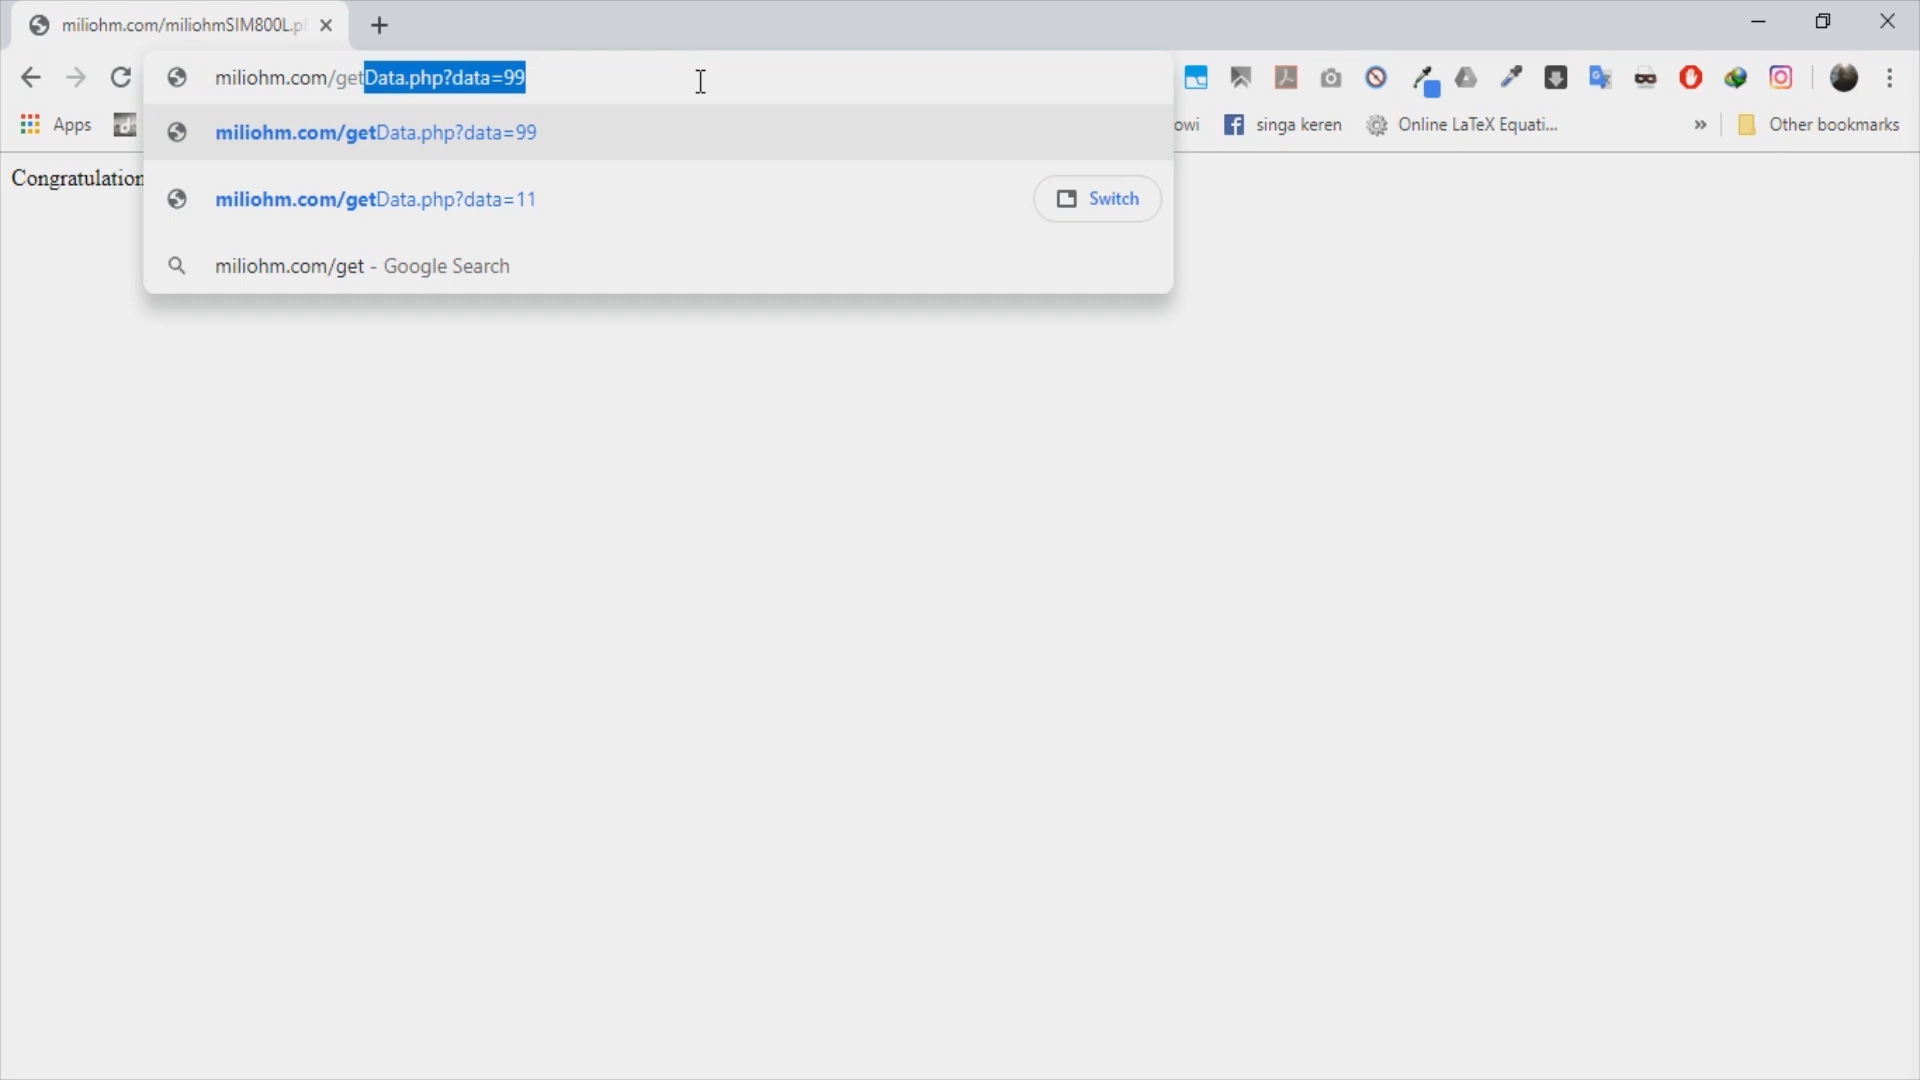 miliohm.com/miliohmSIM800L.p
miliohm.com/getData.php?data=99
miliohm.com/getData.php?data=99
Apps
owi
singa keren
Online LaTeX Equati...
»
Other bookmarks
Congratulation
miliohm.com/getData.php?data=11
Switch
miliohm.com/get - Google Search